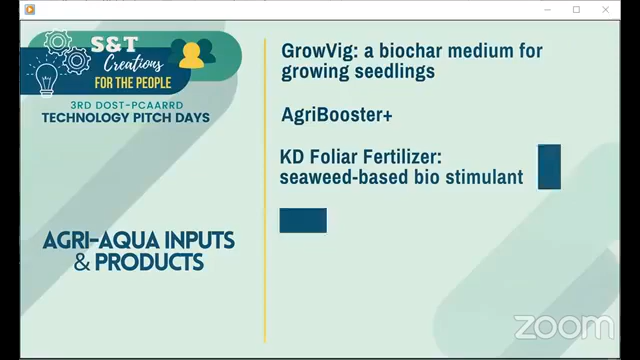 S&T
Creations
FOR THE PEOPLE
3RD DOST-PCAARRD
TECHNOLOGY PITCH DAYS
AGRI-AQUA INPUTS
& PRODUCTS
GrowVig: a biochar medium for
growing seedlings
AgriBooster+
KD Foliar Fertilizer:
seaweed-based bio stimulant
zoom